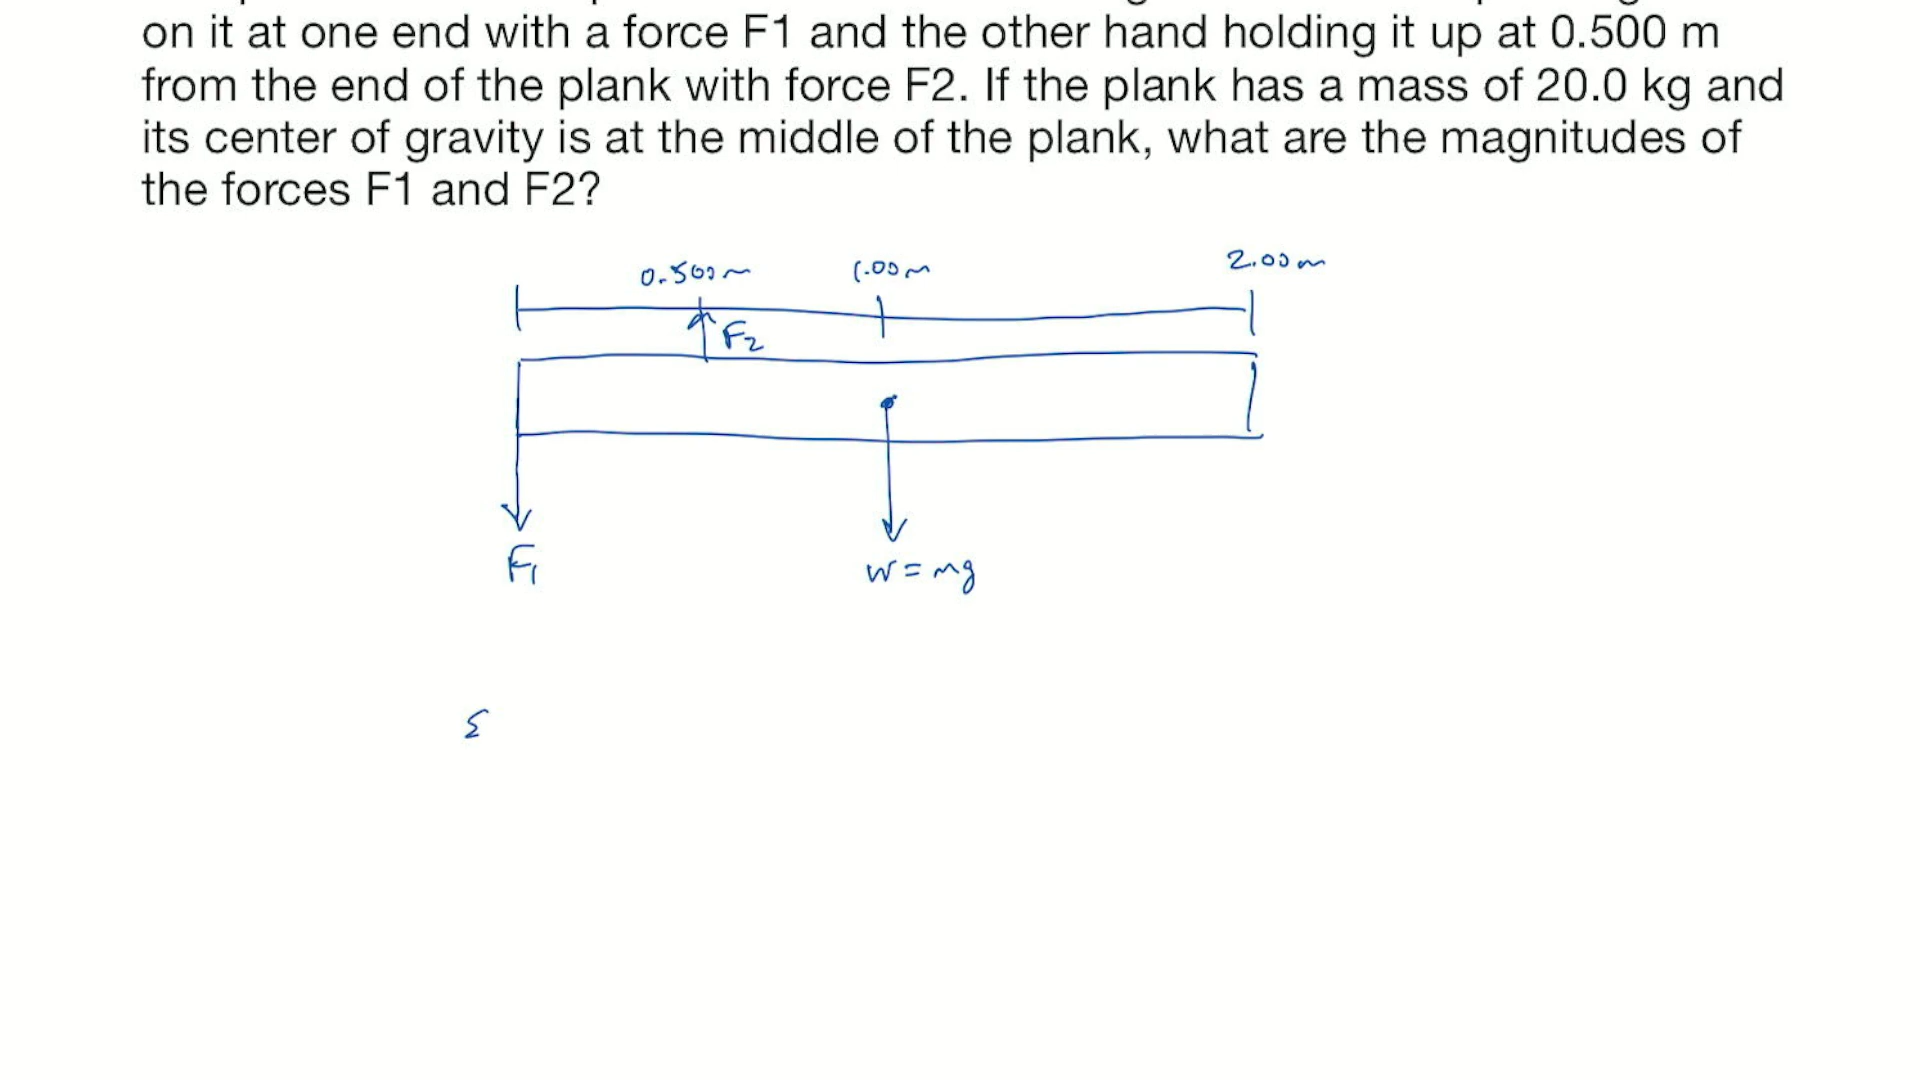 on it at one end with a force F1 and the other hand holding it up at 0.500 m
from the end of the plank with force F2. If the plank has a mass of 20.0 kg and
its center of gravity is at the middle of the plank, what are the magnitudes of
the forces F1 and F2?
0.500m 1.00m 2.00m
F2
F1 W = mg
Σ